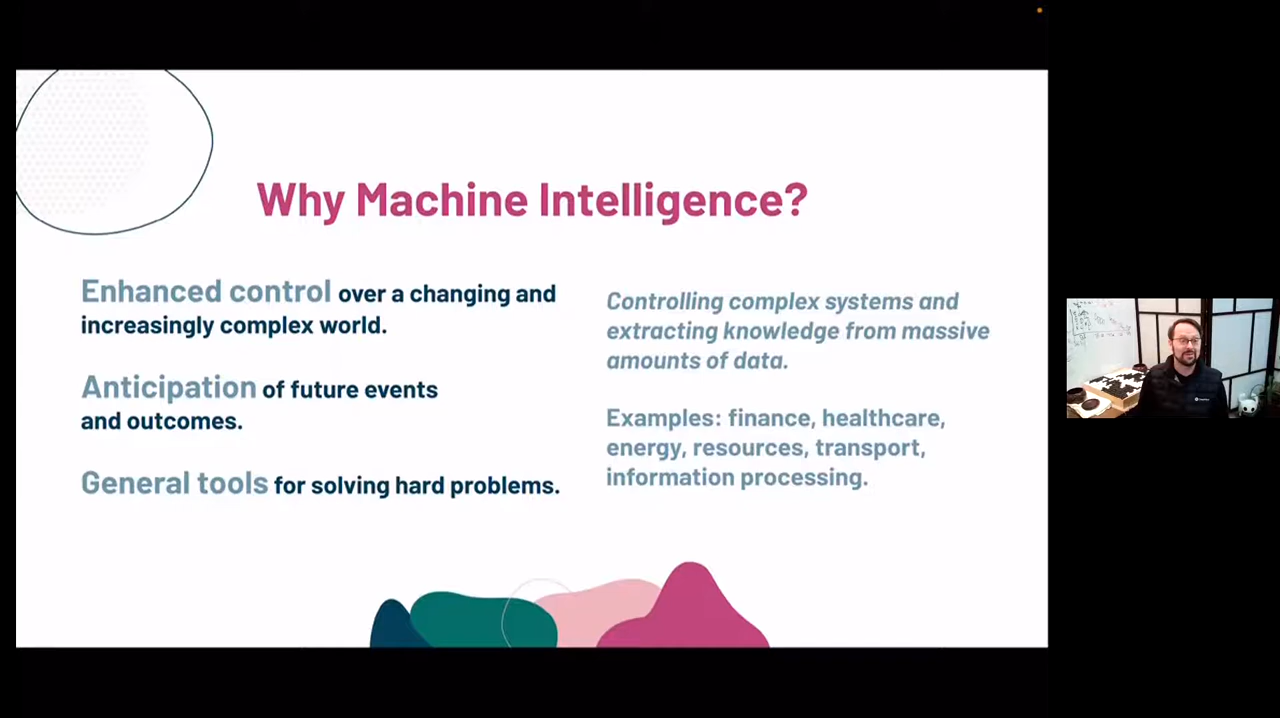 Why Machine Intelligence?
Enhanced control over a changing and
increasingly complex world.
Anticipation of future events
and outcomes.
General tools for solving hard problems.
Controlling complex systems and
extracting knowledge from massive
amounts of data.
Examples: finance, healthcare,
energy, resources, transport,
information processing.